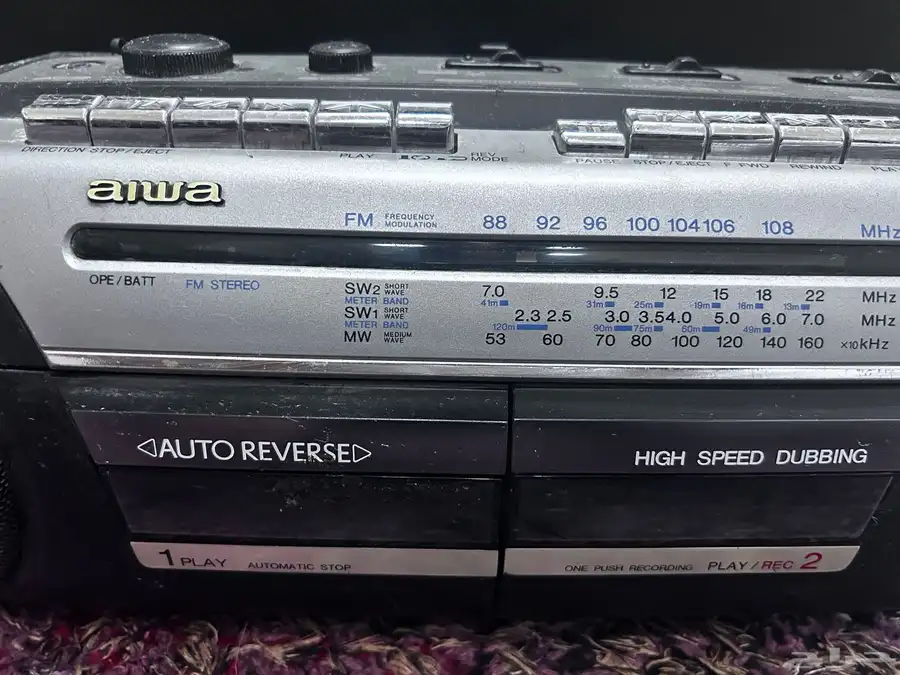 DIRECTION STOP/EJECT
PLAY
REV MODE
PAUSE STOP/EJECT F FWD REWIND PLAY
aiwa
FM FREQUENCY MODULATION 88 92 96 100 104 106 108 MHz
OPE/BATT FM STEREO
SW2 SHORT WAVE 7.0 9.5 12 15 18 22 MHz
METER BAND 41m 31m 25m 19m 16m 13m
SW1 SHORT WAVE 2.3 2.5 3.0 3.5 4.0 5.0 6.0 7.0 MHz
METER BAND 120m 90m 75m 60m 49m
MW MEDIUM WAVE 53 60 70 80 100 120 140 160 ×10kHz
◁AUTO REVERSE▷
HIGH SPEED DUBBING
1 PLAY AUTOMATIC STOP
ONE PUSH RECORDING PLAY/REC 2
حراج